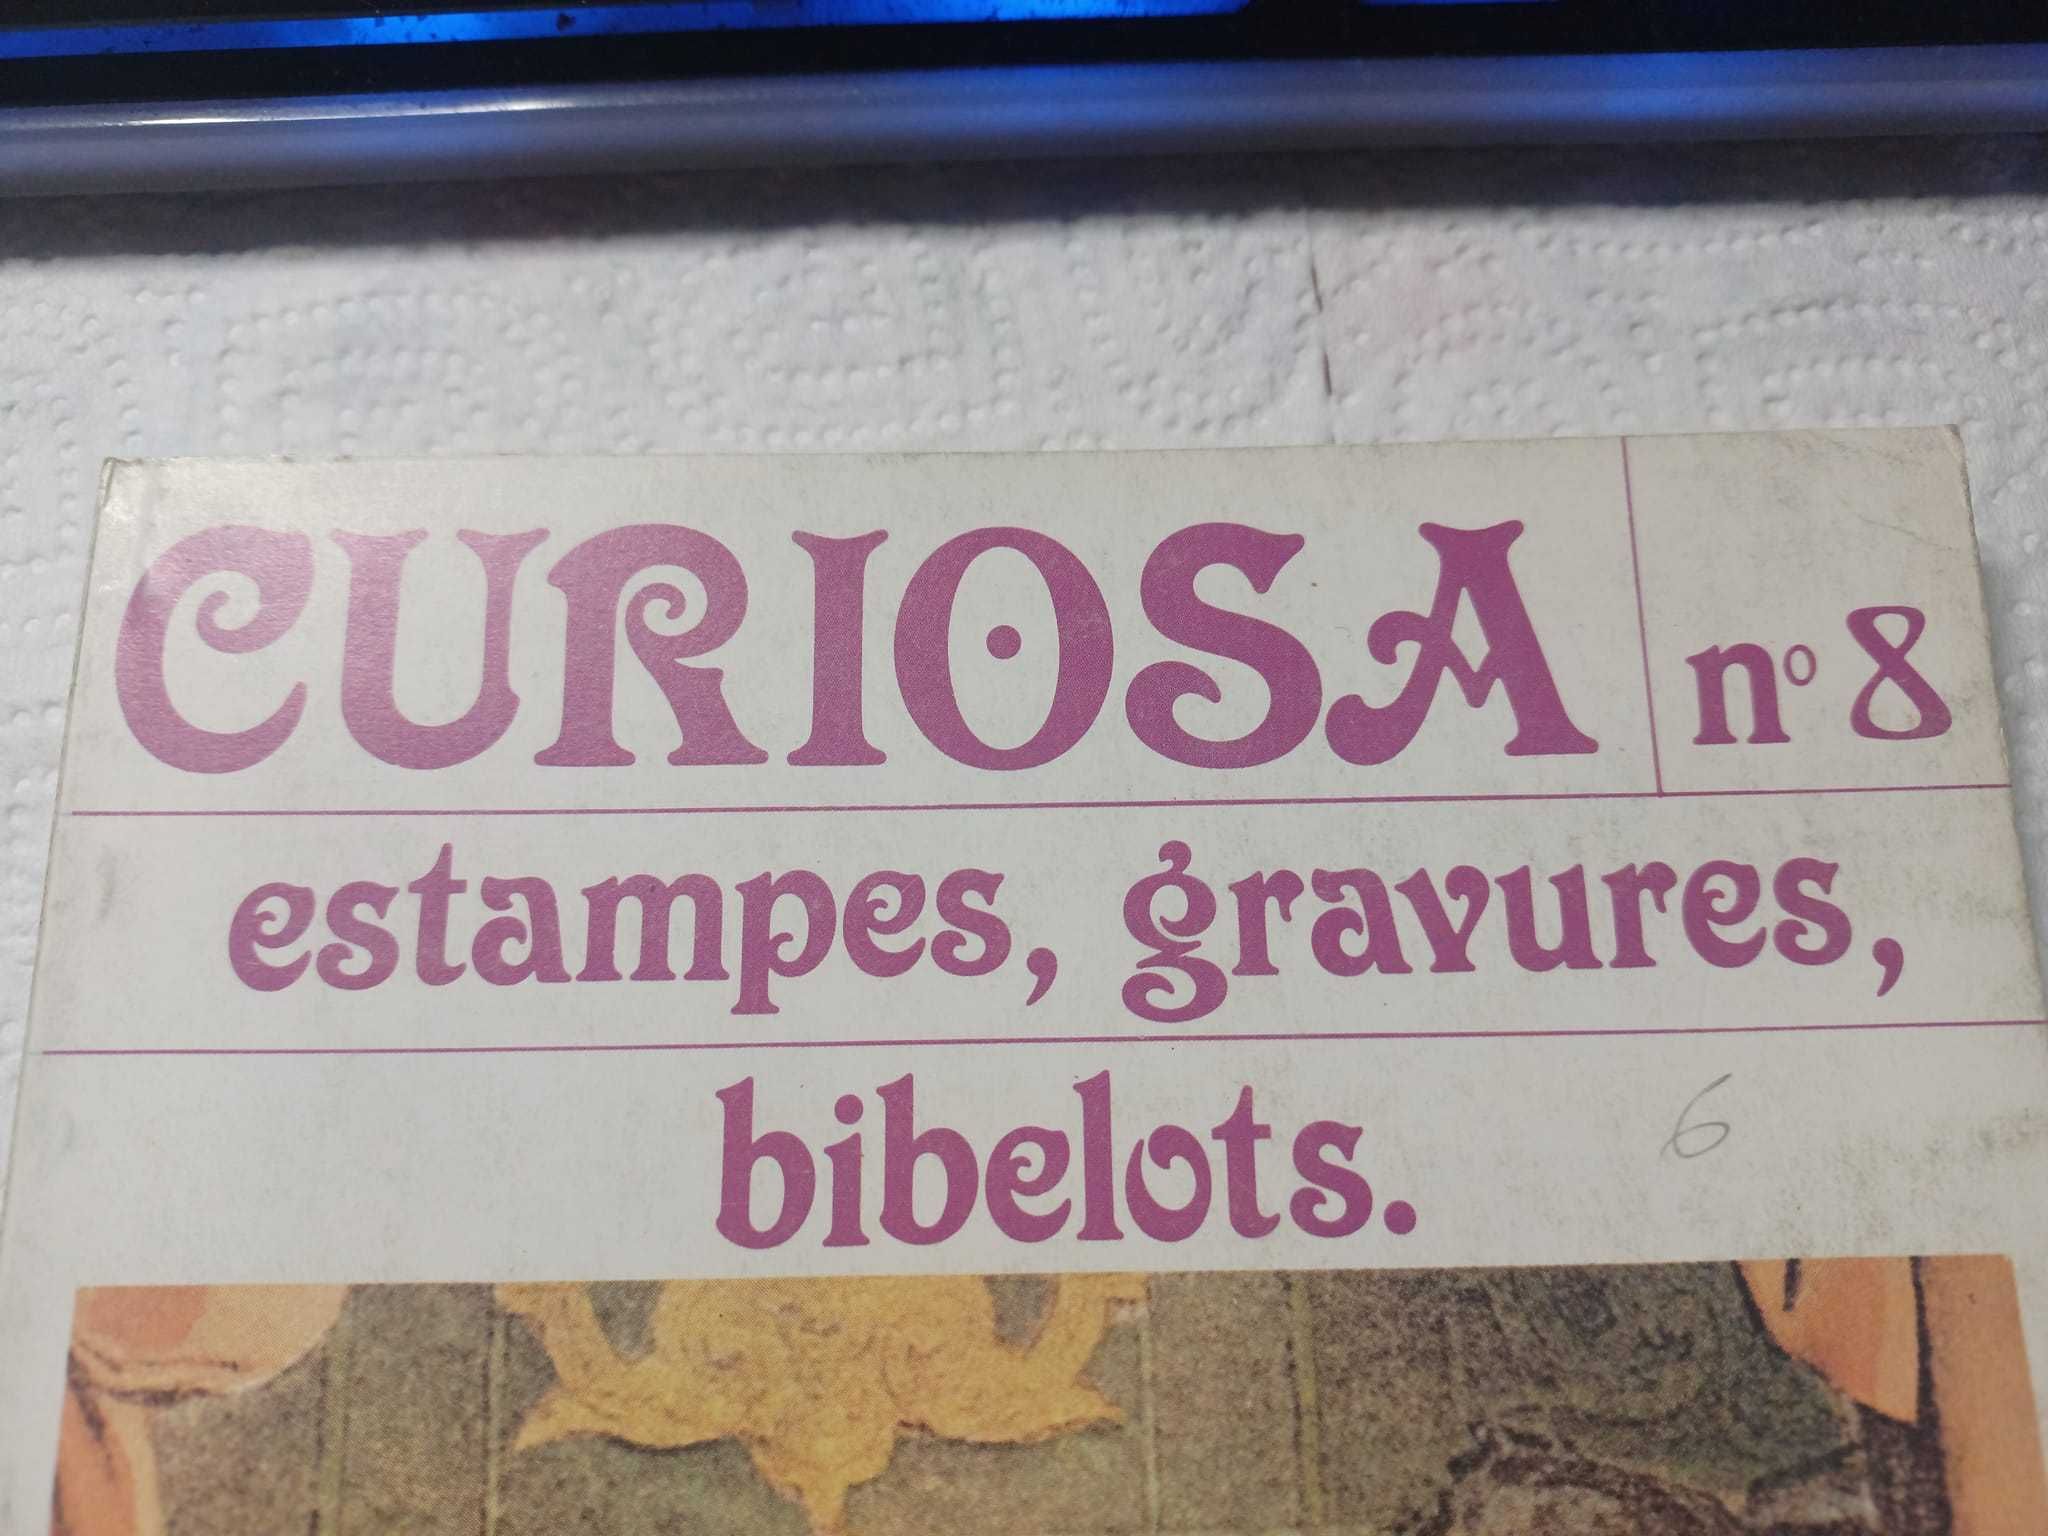 CURIOSA nº 8
estampes, gravures,
bibelots.
6